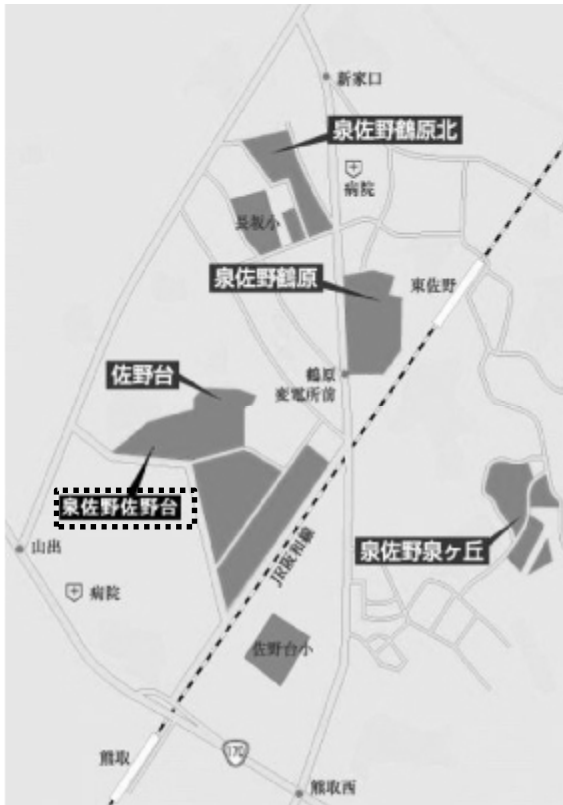 新家口
泉佐野鶴原北
病院
長坂小
泉佐野鶴原
東佐野
佐野台
鶴原
変電所前
泉佐野佐野台
泉佐野泉ヶ丘
山出
JR阪和線
病院
佐野台小
熊取
170
熊取西